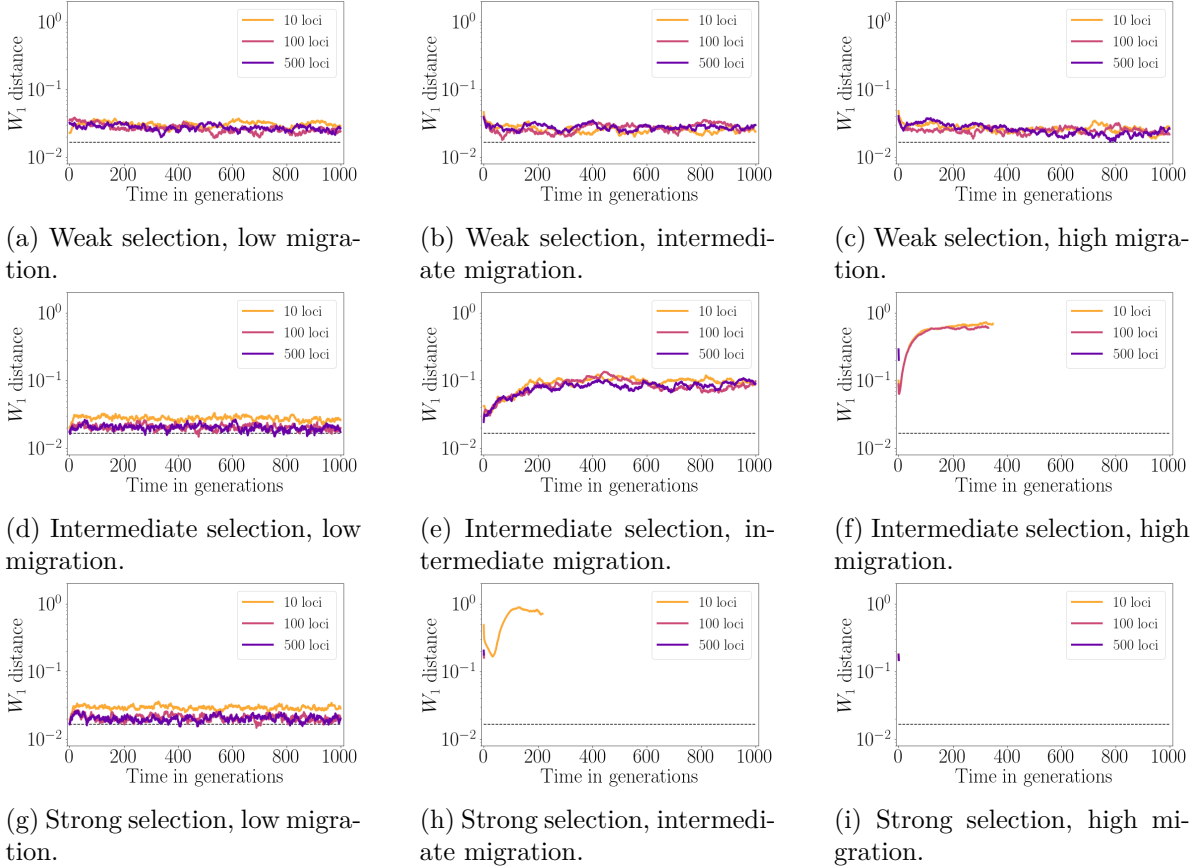 10^0
10^{-1}
10^{-2}
W_1 distance
10 loci
100 loci
500 loci
0 200 400 600 800 1000
Time in generations
10^0
10^{-1}
10^{-2}
W_1 distance
10 loci
100 loci
500 loci
0 200 400 600 800 1000
Time in generations
10^0
10^{-1}
10^{-2}
W_1 distance
10 loci
100 loci
500 loci
0 200 400 600 800 1000
Time in generations
(a) Weak selection, low migra-
tion.
(b) Weak selection, intermedi-
ate migration.
(c) Weak selection, high migra-
tion.
10^0
10^{-1}
10^{-2}
W_1 distance
10 loci
100 loci
500 loci
0 200 400 600 800 1000
Time in generations
10^0
10^{-1}
10^{-2}
W_1 distance
10 loci
100 loci
500 loci
0 200 400 600 800 1000
Time in generations
10^0
10^{-1}
10^{-2}
W_1 distance
10 loci
100 loci
500 loci
0 200 400 600 800 1000
Time in generations
(d) Intermediate selection, low
migration.
(e) Intermediate selection, in-
termediate migration.
(f) Intermediate selection, high
migration.
10^0
10^{-1}
10^{-2}
W_1 distance
10 loci
100 loci
500 loci
0 200 400 600 800 1000
Time in generations
10^0
10^{-1}
10^{-2}
W_1 distance
10 loci
100 loci
500 loci
0 200 400 600 800 1000
Time in generations
10^0
10^{-1}
10^{-2}
W_1 distance
10 loci
100 loci
500 loci
0 200 400 600 800 1000
Time in generations
(g) Strong selection, low migra-
tion.
(h) Strong selection, intermedi-
ate migration.
(i) Strong selection, high mi-
gration.